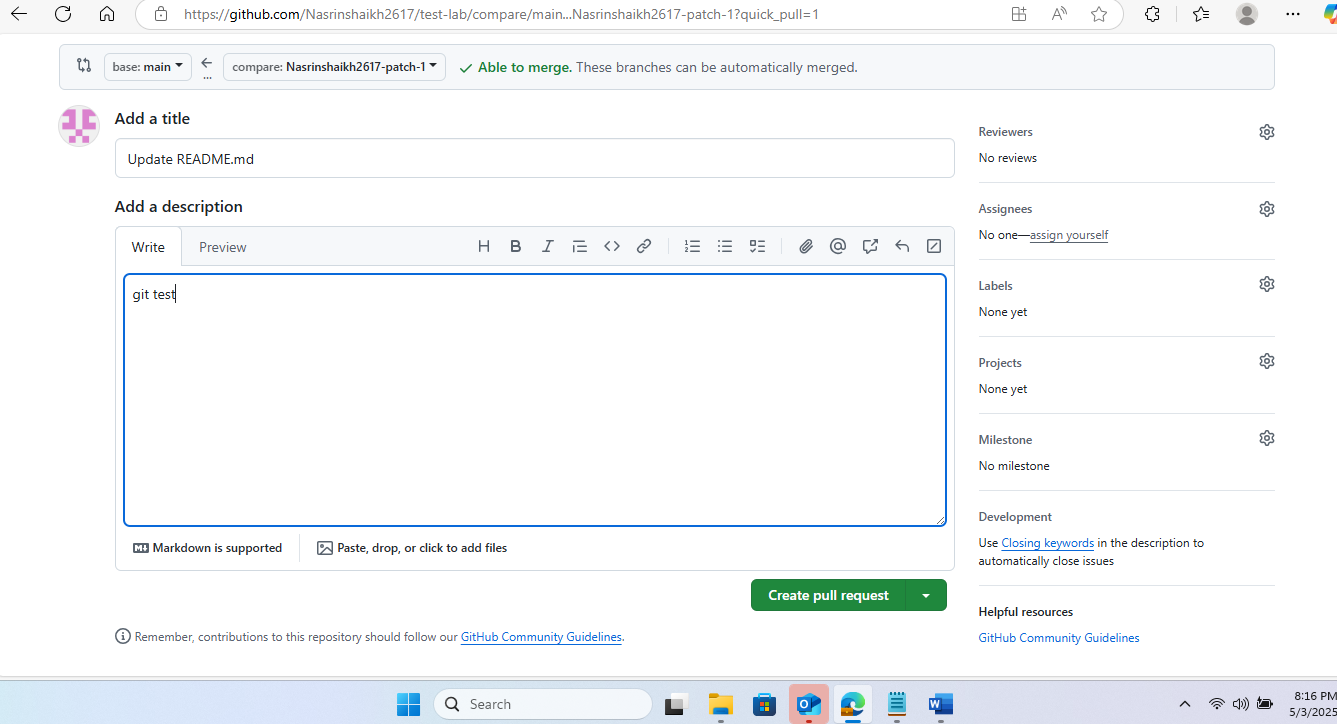 https://github.com/Nasrinshaikh2617/test-lab/compare/main...Nasrinshaikh2617-patch-1?quick_pull=1
base: main
...
compare: Nasrinshaikh2617-patch-1
Able to merge. These branches can be automatically merged.
Add a title
Update README.md
Add a description
Write Preview
git test
Markdown is supported
Paste, drop, or click to add files
Create pull request
Remember, contributions to this repository should follow our GitHub Community Guidelines.
Reviewers
No reviews
Assignees
No one—assign yourself
Labels
None yet
Projects
None yet
Milestone
No milestone
Development
Use Closing keywords in the description to
automatically close issues
Helpful resources
GitHub Community Guidelines
Search
8:16 PM
5/3/2025